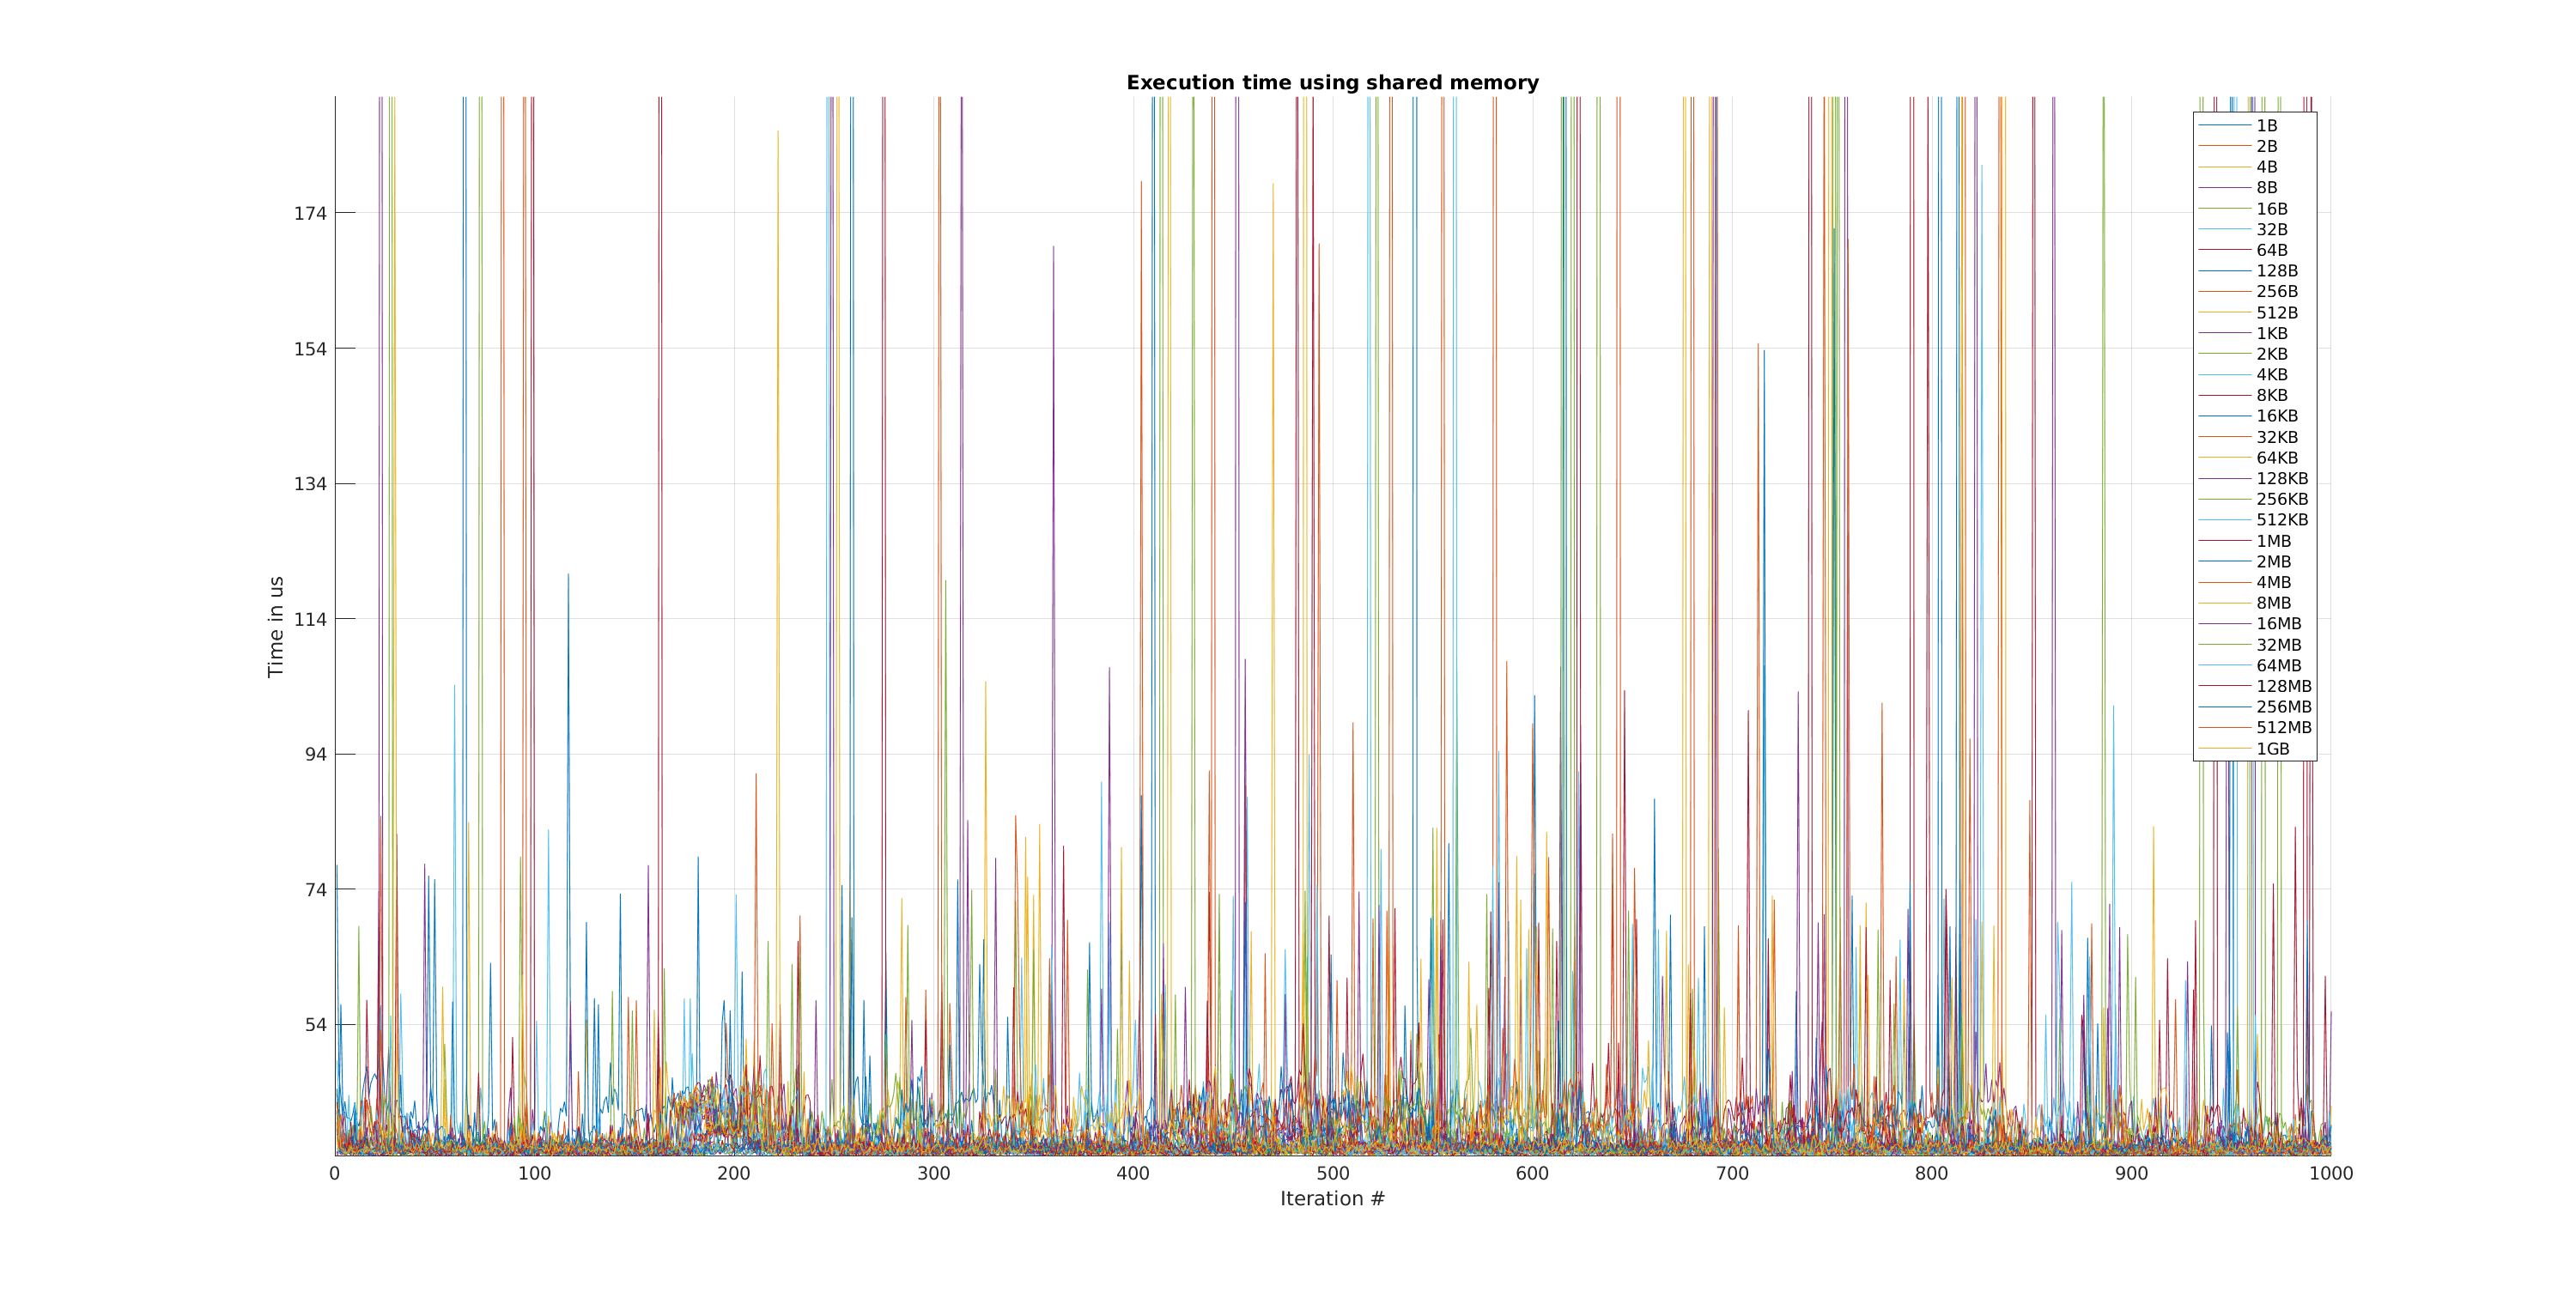 Execution time using shared memory
174
154
134
114
94
74
54
Time in us
0 100 200 300 400 500 600 700 800 900 1000
Iteration #
1B
2B
4B
8B
16B
32B
64B
128B
256B
512B
1KB
2KB
4KB
8KB
16KB
32KB
64KB
128KB
256KB
512KB
1MB
2MB
4MB
8MB
16MB
32MB
64MB
128MB
256MB
512MB
1GB